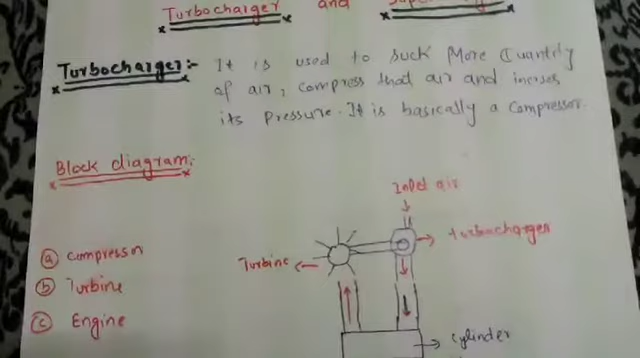 Turbocharger and
Turbocharger:- It is used to suck More Quantity
of air, compress that air and increses
its Pressure. It is basically a Compressor.
Block diagram:
Inlet air
turbocharger
Turbine
ⓐ Compressor
ⓑ Turbine
ⓒ Engine
cylinder